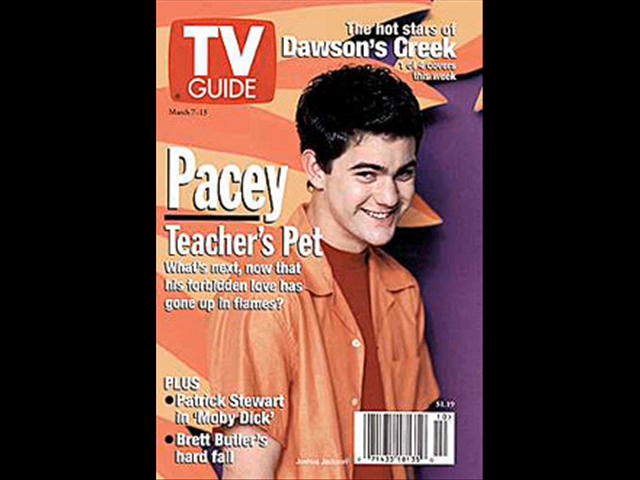 TV
GUIDE
March 7-13
The hot stars of
Dawson's Creek
1 of 4 covers
this week
Pacey
Teacher's Pet
What's next, now that
his forbidden love has
gone up in flames?
PLUS
●Patrick Stewart
in 'Moby Dick'
●Brett Butler's
hard fall
$1.19
Joshua Jackson